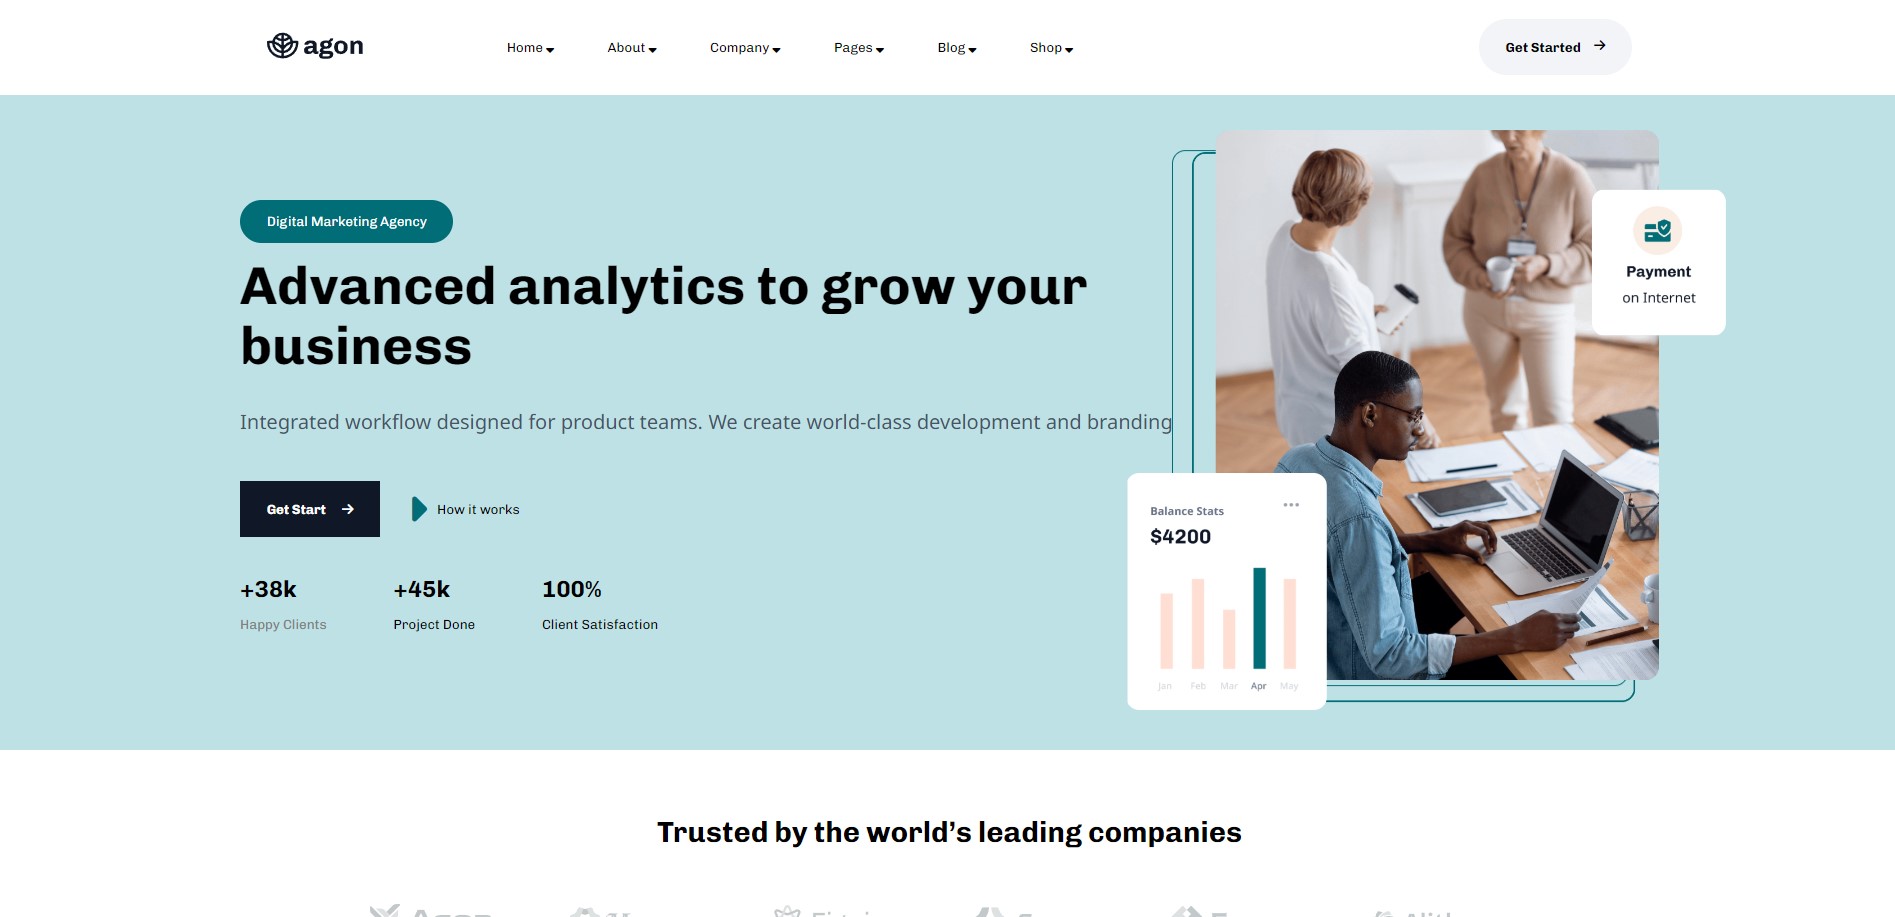 agon
Home
About
Company
Pages
Blog
Shop
Get Started
Digital Marketing Agency
Advanced analytics to grow your
business
Integrated workflow designed for product teams. We create world-class development and branding
Get Start
How it works
+38k
Happy Clients
+45k
Project Done
100%
Client Satisfaction
Payment
on Internet
Balance Stats
$4200
Jan
Feb
Mar
Apr
May
Trusted by the world’s leading companies